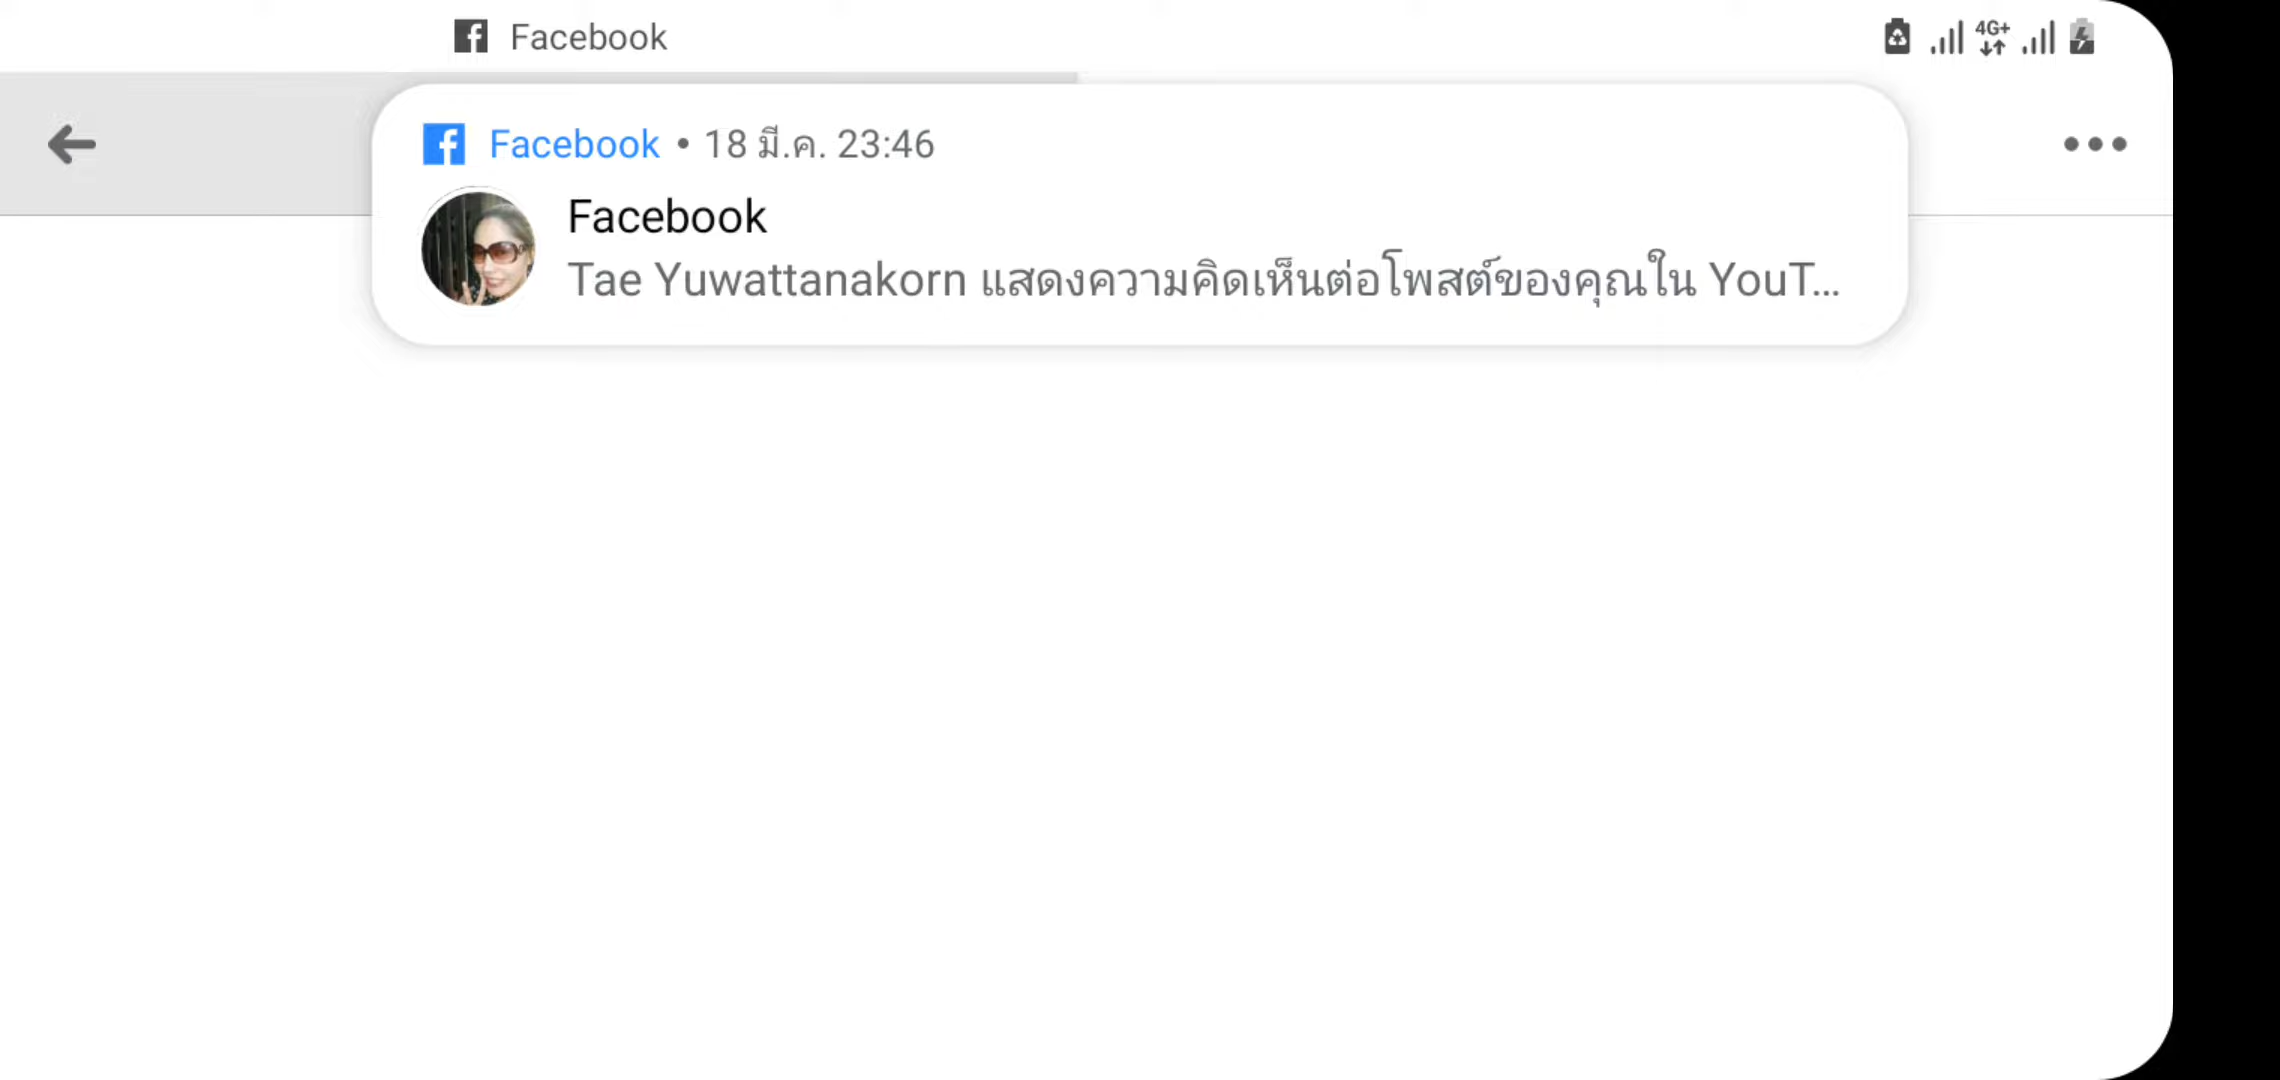 Facebook
4G+
Facebook • 18 มี.ค. 23:46
Facebook
Tae Yuwattanakorn แสดงความคิดเห็นต่อโพสต์ของคุณใน YouT...